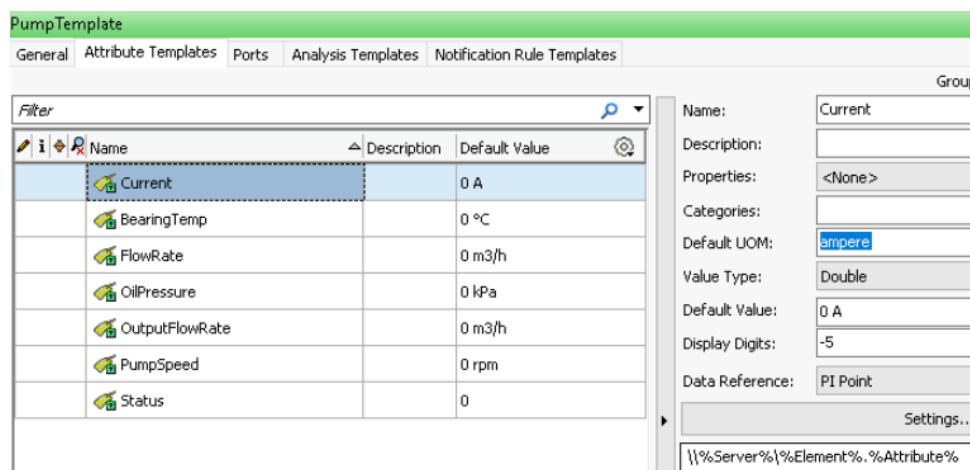 PumpTemplate
General Attribute Templates Ports Analysis Templates Notification Rule Templates
Filter
Name Description Default Value
Current 0 A
BearingTemp 0 °C
FlowRate 0 m3/h
OilPressure 0 kPa
OutputFlowRate 0 m3/h
PumpSpeed 0 rpm
Status 0
Name: Current
Description:
Properties: <None>
Categories:
Default UOM: ampere
Value Type: Double
Default Value: 0 A
Display Digits: -5
Data Reference: PI Point
Settings..
\\%Server%\%Element%.%Attribute%